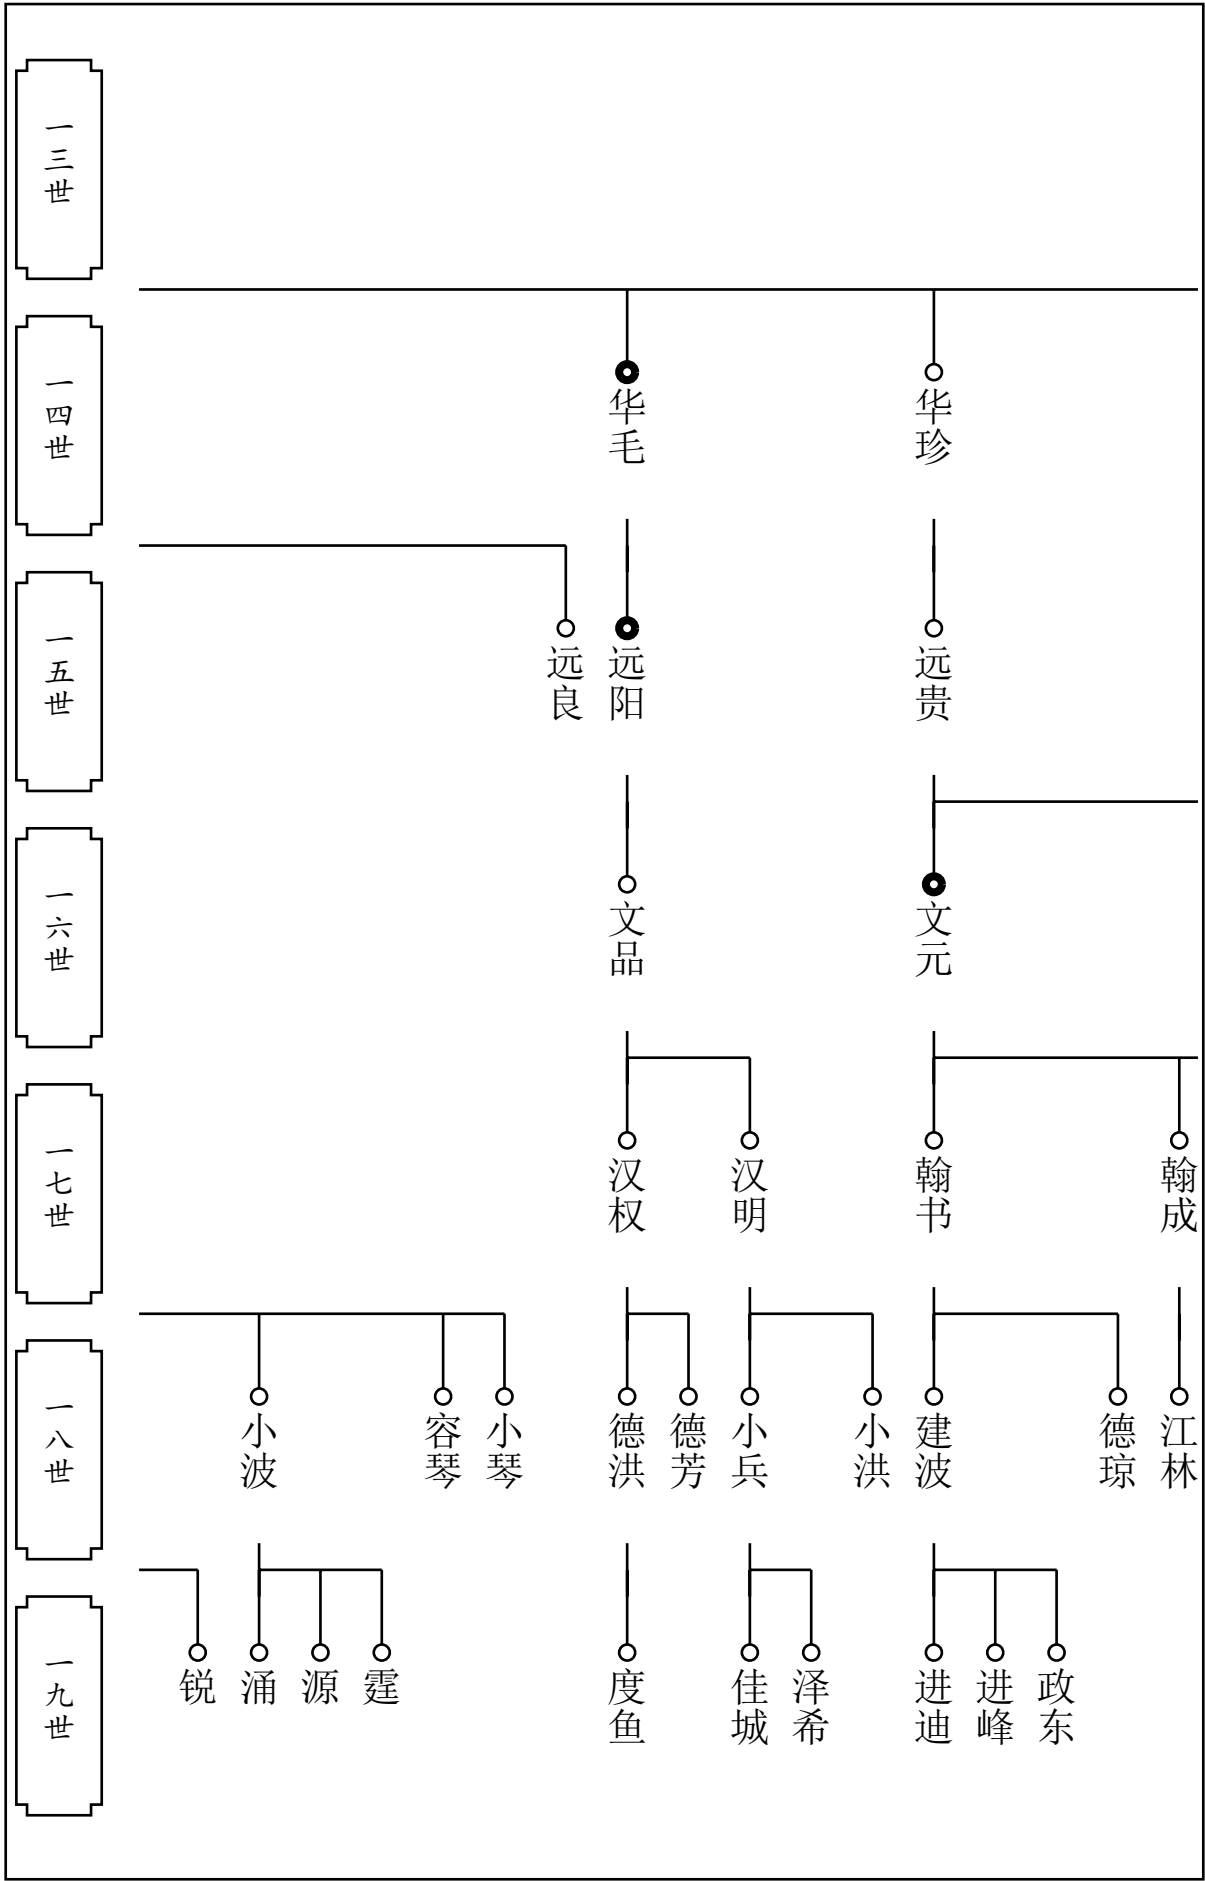 一三世
一四世
华毛
华珍
一五世
远良
远阳
远贵
一六世
文品
文元
一七世
汉权
汉明
翰书
翰成
一八世
小波
容琴
小琴
德洪
德芳
小兵
小洪
建波
德琼
江林
一九世
锐
涌
源
霆
度鱼
佳城
泽希
进迪
进峰
政东